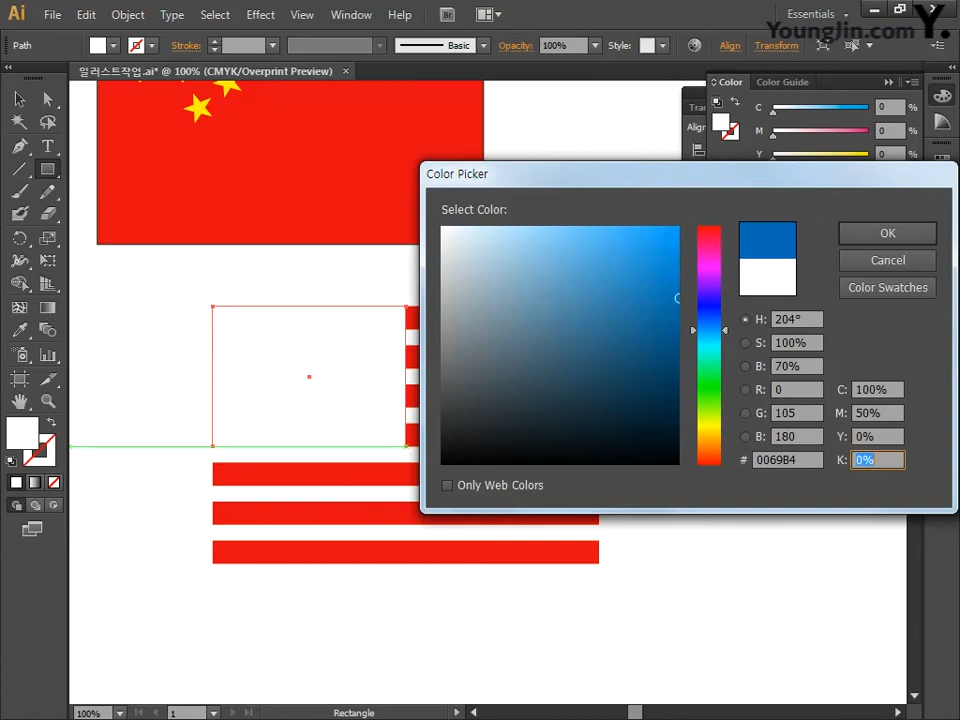 Ai File Edit Object Type Select Effect View Window Help Br Essentials
YoungJin.com Y.
Path Stroke: Basic Opacity: 100% Style: Align Transform
일러스트작업.ai* @ 100% (CMYK/Overprint Preview) ×
Color Color Guide
C 0 %
M 0 %
Y 0 %
Align
Color Picker
Select Color:
OK
Cancel
Color Swatches
H: 204°
S: 100%
B: 70%
R: 0 C: 100%
G: 105 M: 50%
B: 180 Y: 0%
# 0069B4 K: 0%
Only Web Colors
100% 1 Rectangle